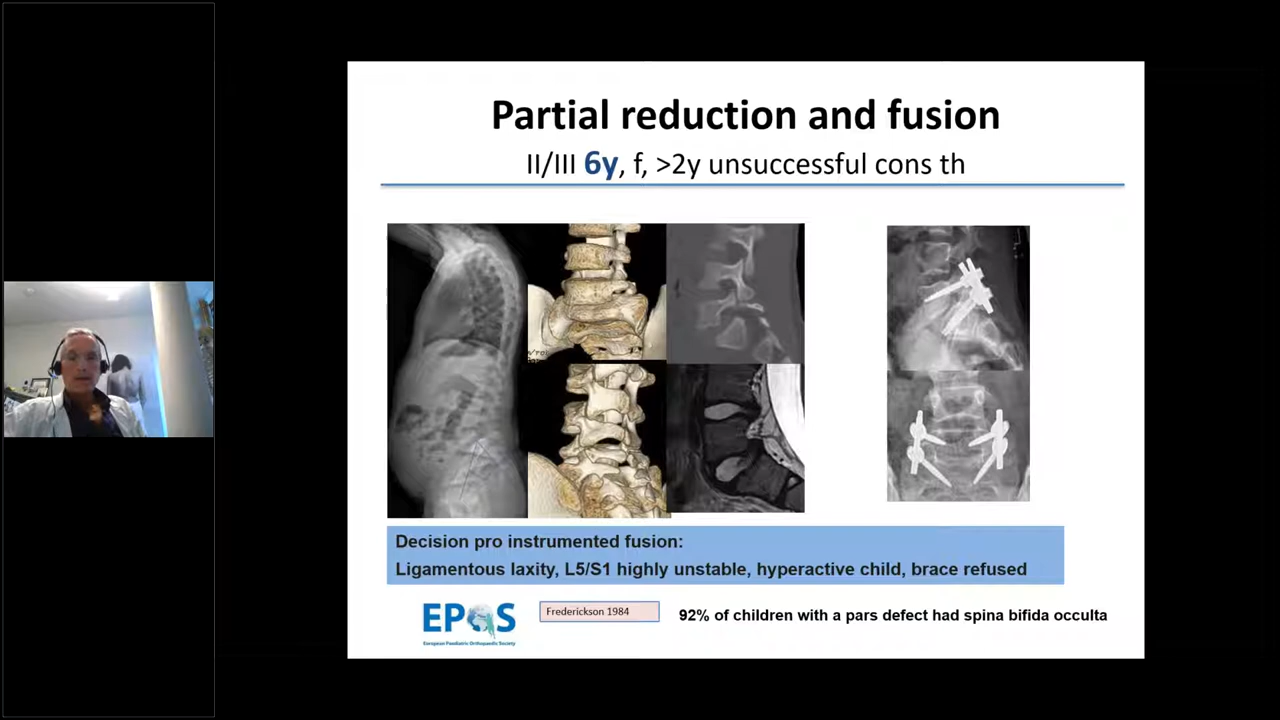 Partial reduction and fusion
II/III 6y, f, >2y unsuccessful cons th
Decision pro instrumented fusion:
Ligamentous laxity, L5/S1 highly unstable, hyperactive child, brace refused
EPOS
European Paediatric Orthopaedic Society
Frederickson 1984
92% of children with a pars defect had spina bifida occulta